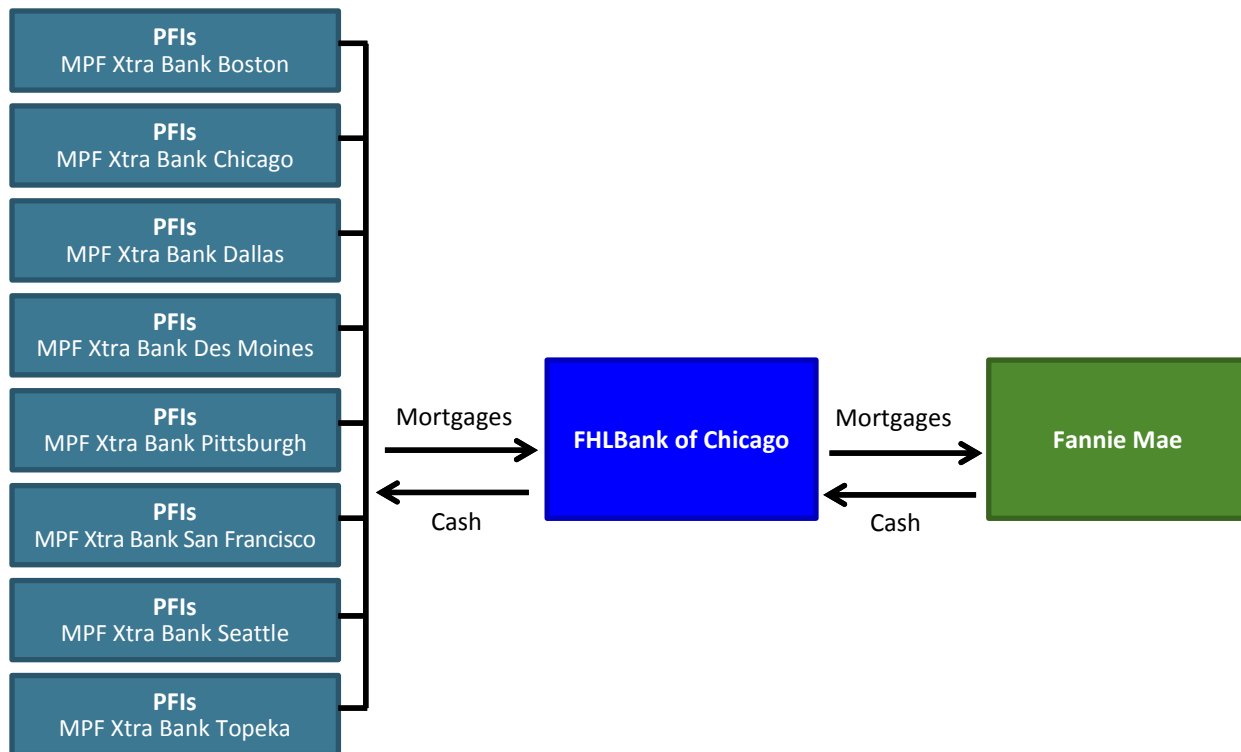 PFIs
MPF Xtra Bank Boston
PFIs
MPF Xtra Bank Chicago
PFIs
MPF Xtra Bank Dallas
PFIs
MPF Xtra Bank Des Moines
PFIs
MPF Xtra Bank Pittsburgh
PFIs
MPF Xtra Bank San Francisco
PFIs
MPF Xtra Bank Seattle
PFIs
MPF Xtra Bank Topeka
Mortgages
Cash
FHLBank of Chicago
Mortgages
Cash
Fannie Mae